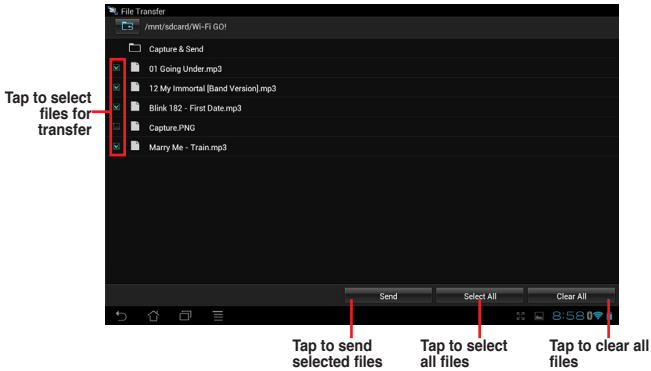 File Transfer
/mnt/sdcard/Wi-Fi GO!
Capture & Send
01 Going Under.mp3
12 My Immortal [Band Version].mp3
Blink 182 - First Date.mp3
Capture.PNG
Marry Me - Train.mp3
Tap to select
files for
transfer
Send
Select All
Clear All
8:58
Tap to send
selected files
Tap to select
all files
Tap to clear all
files